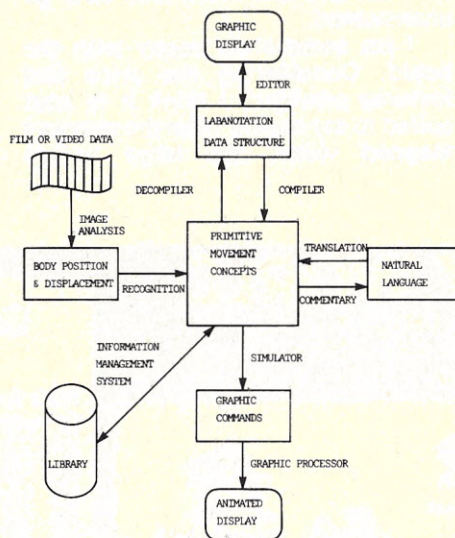 GRAPHIC
DISPLAY
EDITOR
LABANOTATION
DATA STRUCTURE
FILM OR VIDEO DATA
DECOMPILER
COMPILER
IMAGE
ANALYSIS
BODY POSITION
& DISPLACEMENT
RECOGNITION
PRIMITIVE
MOVEMENT
CONCEPTS
TRANSLATION
COMMENTARY
NATURAL
LANGUAGE
INFORMATION
MANAGEMENT
SYSTEM
SIMULATOR
LIBRARY
GRAPHIC
COMMANDS
GRAPHIC PROCESSOR
ANIMATED
DISPLAY